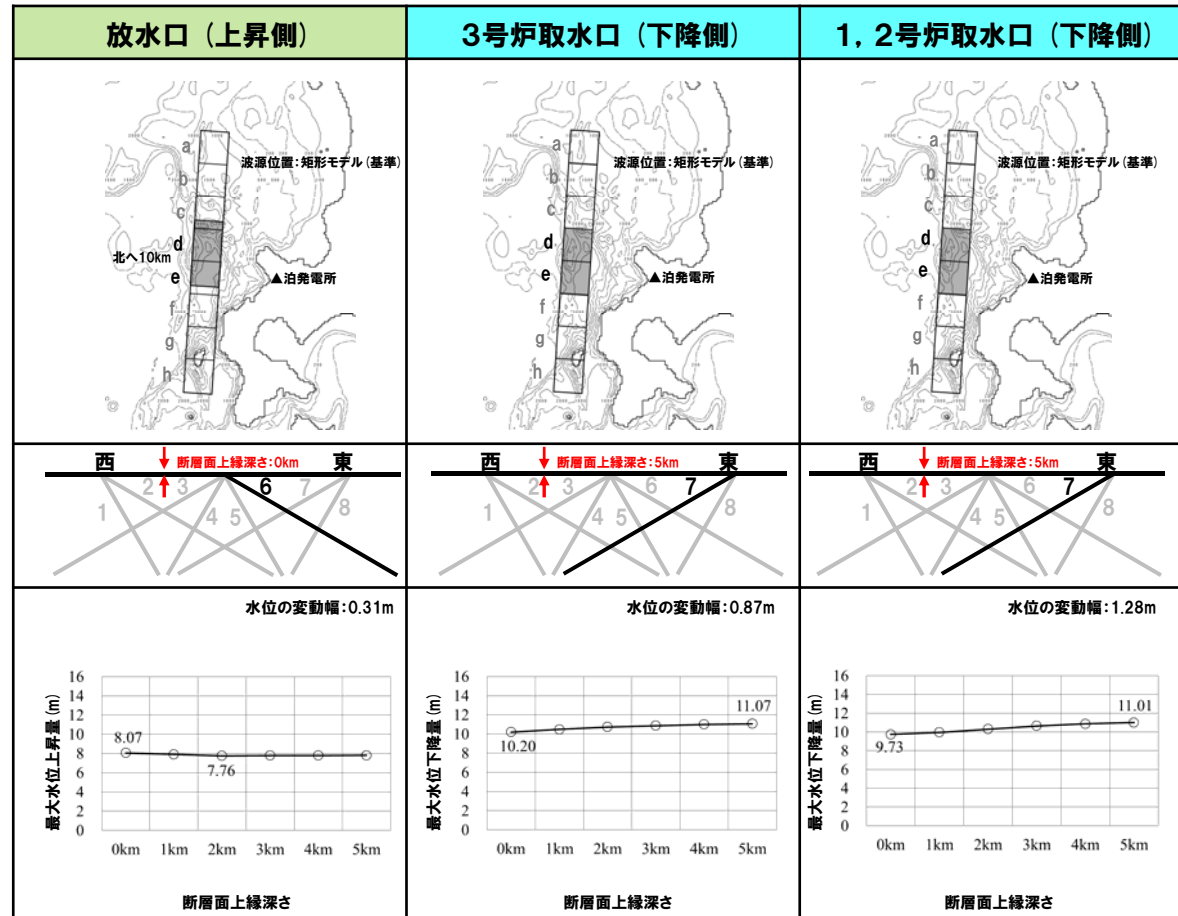 放水口（上昇側）
3号炉取水口（下降側）
1，2号炉取水口（下降側）
波源位置：矩形モデル（基準）
a
b
c
d
北へ10km
e
▲泊発電所
f
g
h
波源位置：矩形モデル（基準）
a
b
c
d
e
▲泊発電所
f
g
h
波源位置：矩形モデル（基準）
a
b
c
d
e
▲泊発電所
f
g
h
西 断層面上縁深さ：0km 東
1 2 3 4 5 6 7 8
西 断層面上縁深さ：5km 東
1 2 3 4 5 6 7 8
西 断層面上縁深さ：5km 東
1 2 3 4 5 6 7 8
水位の変動幅：0.31m
最大水位上昇量（m）
16
14
12
10
8
6
4
2
0
8.07
7.76
0km 1km 2km 3km 4km 5km
断層面上縁深さ
水位の変動幅：0.87m
最大水位下降量（m）
16
14
12
10
8
6
4
2
0
10.20
11.07
0km 1km 2km 3km 4km 5km
断層面上縁深さ
水位の変動幅：1.28m
最大水位下降量（m）
16
14
12
10
8
6
4
2
0
9.73
11.01
0km 1km 2km 3km 4km 5km
断層面上縁深さ